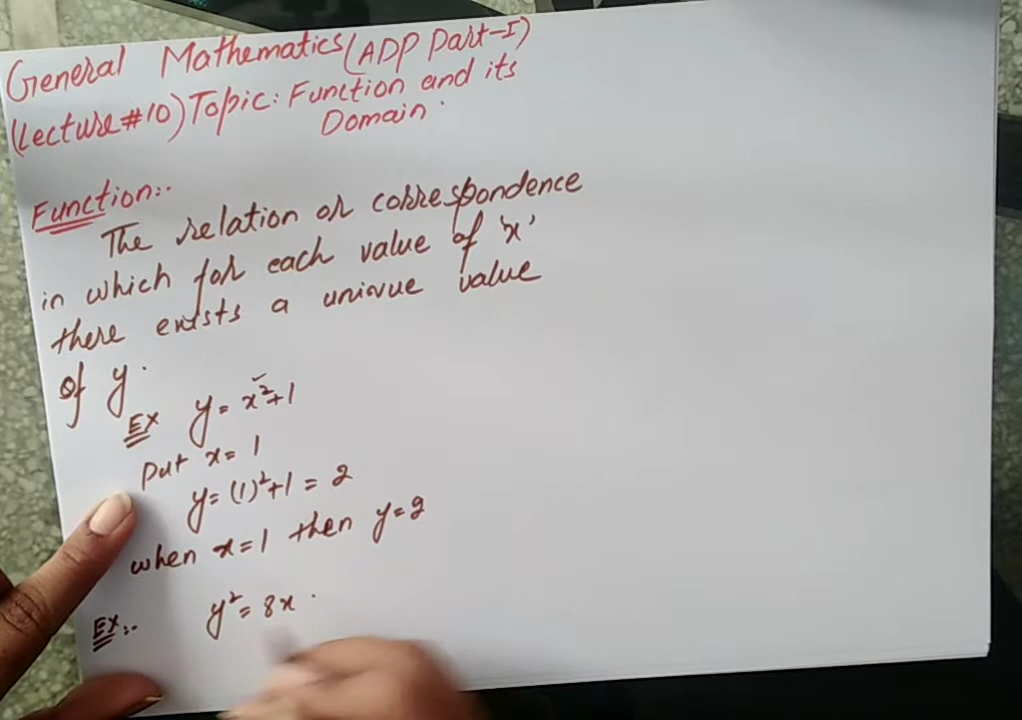 General Mathematics (ADP Part-I)
(Lecture #10) Topic: Function and its
Domain.
Function:-
The relation or correspondence
in which for each value of 'x'
there exists a uniuue value
of y.
Ex y = x²+1
Put x = 1
y = (1)²+1 = 2
when x=1 then y=2
Ex:- y² = 8x.